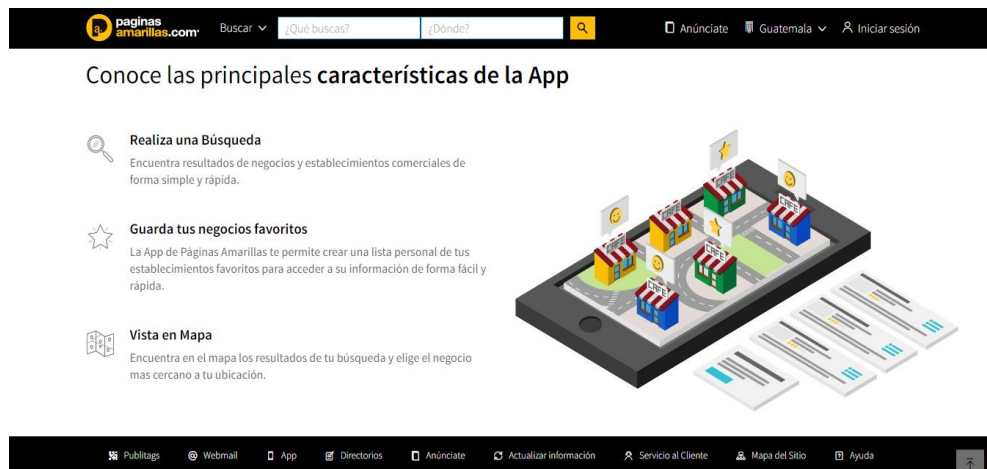 paginas
amarillas.com
Buscar
¿Qué buscas?
¿Dónde?
Anúnciate
Guatemala
Iniciar sesión
Conoce las principales características de la App
Realiza una Búsqueda
Encuentra resultados de negocios y establecimientos comerciales de
forma simple y rápida.
Guarda tus negocios favoritos
La App de Páginas Amarillas te permite crear una lista personal de tus
establecimientos favoritos para acceder a su información de forma fácil y
rápida.
Vista en Mapa
Encuentra en el mapa los resultados de tu búsqueda y elige el negocio
mas cercano a tu ubicación.
CAFE
CAFE
CAFE
CAFE
CAFE
CAFE
Publitags
Webmail
App
Directorios
Anúnciate
Actualizar información
Servicio al Cliente
Mapa del Sitio
Ayuda